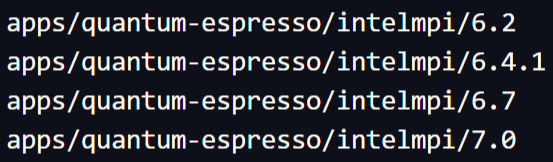 apps/quantum-espresso/intelmpi/6.2
apps/quantum-espresso/intelmpi/6.4.1
apps/quantum-espresso/intelmpi/6.7
apps/quantum-espresso/intelmpi/7.0